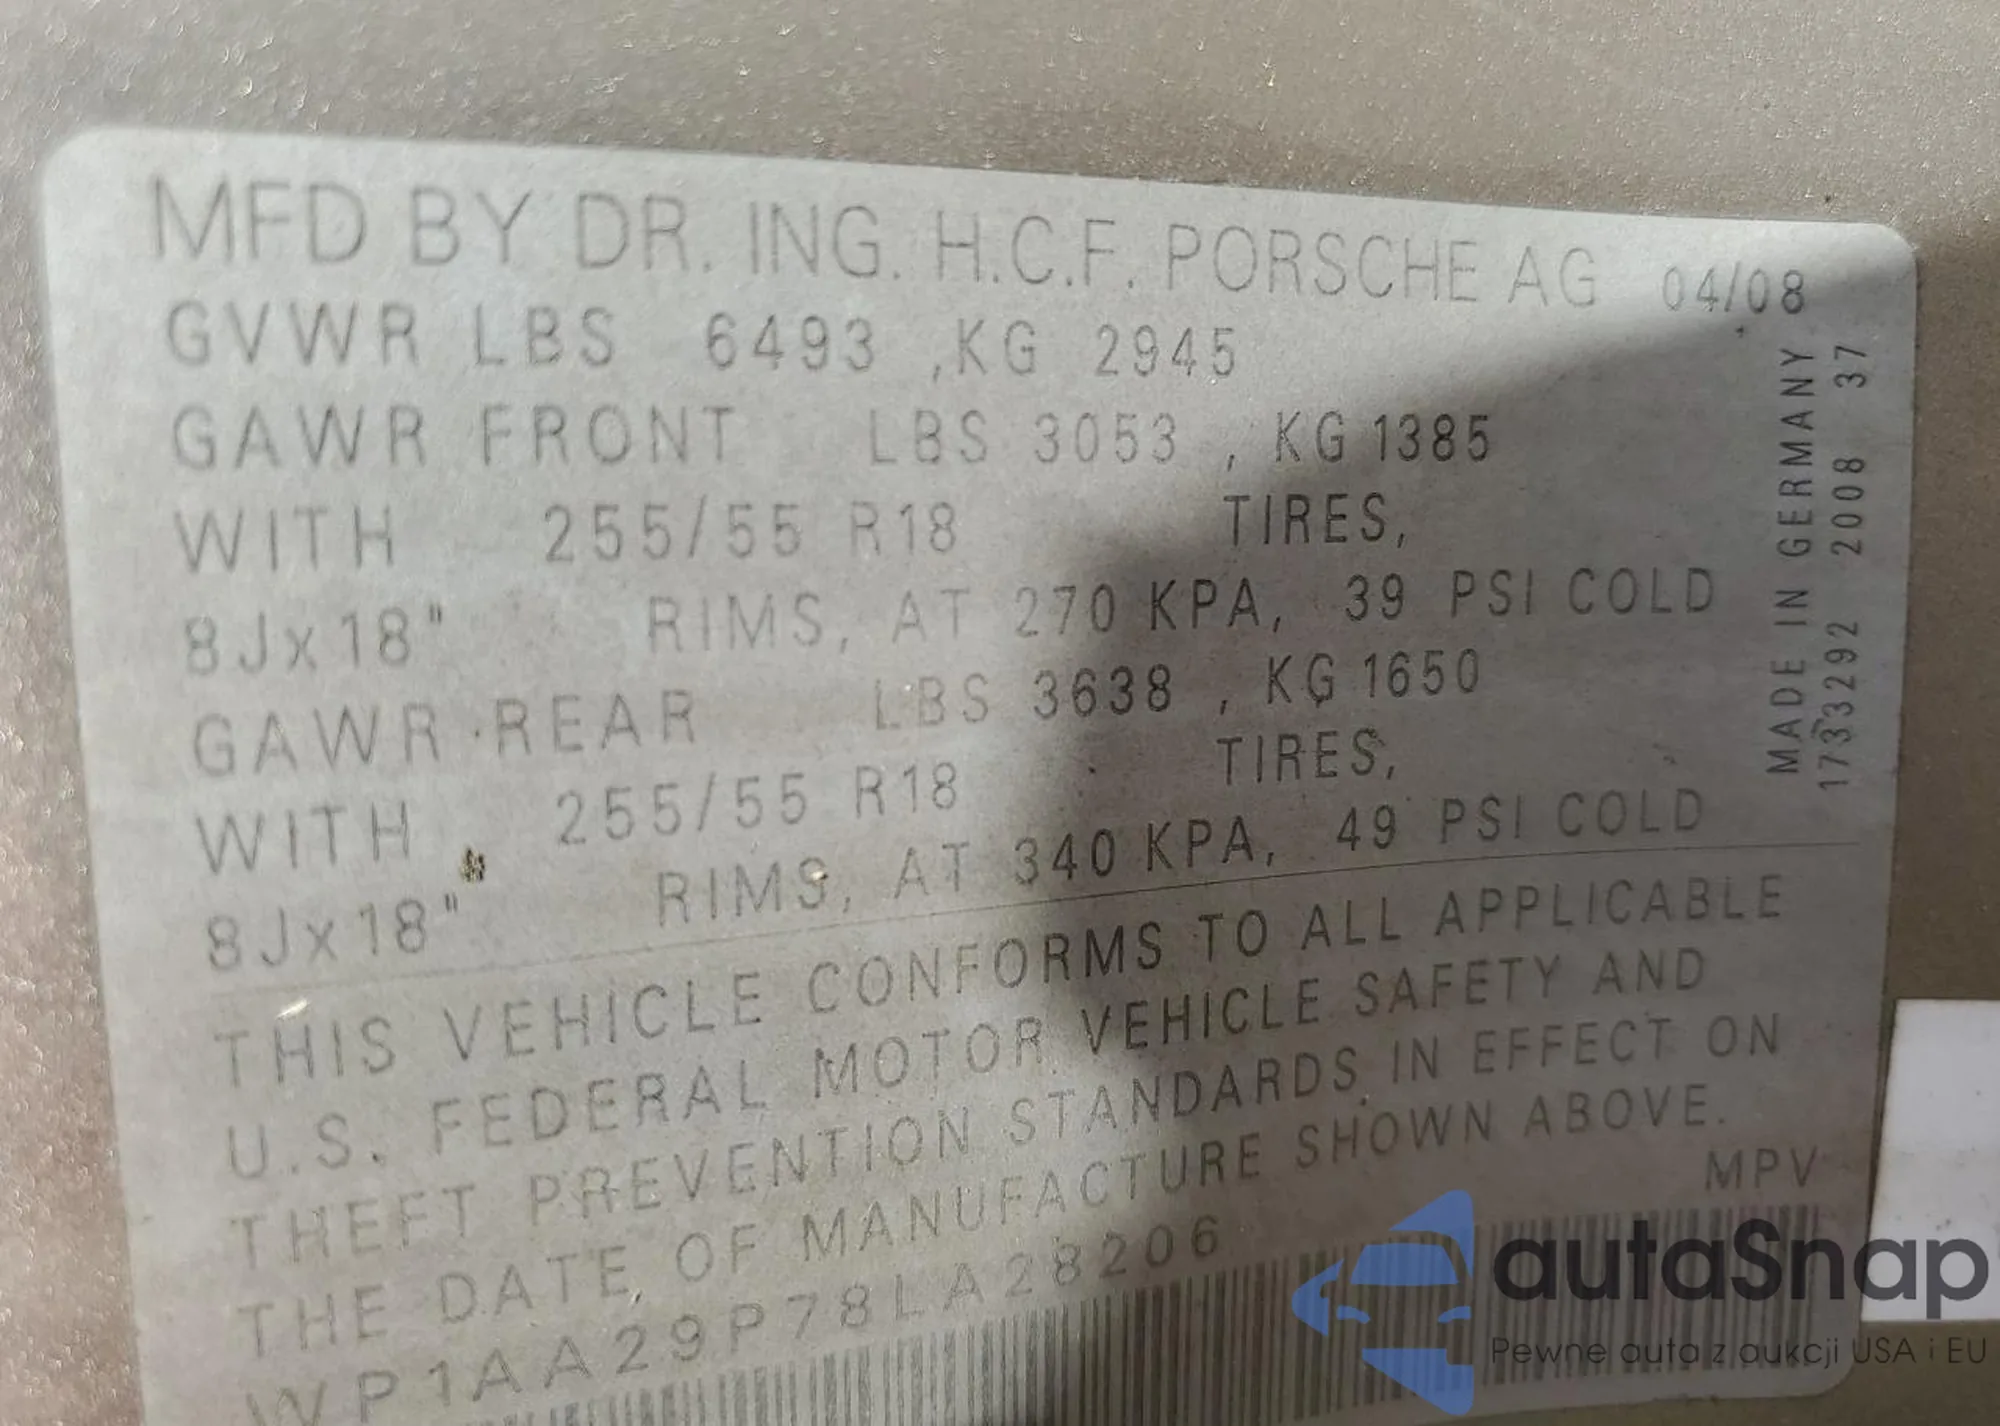 MFD BY DR. ING. H.C.F. PORSCHE AG 04/08
GVWR LBS 6493 ,KG 2945
GAWR FRONT LBS 3053 , KG 1385
WITH 255/55 R18 TIRES,
8Jx18" RIMS, AT 270 KPA, 39 PSI COLD
GAWR REAR LBS 3638 , KG 1650
WITH 255/55 R18 TIRES,
8Jx18" RIMS, AT 340 KPA, 49 PSI COLD
MADE IN GERMANY
1733292 2008 37
THIS VEHICLE CONFORMS TO ALL APPLICABLE
U.S. FEDERAL MOTOR VEHICLE SAFETY AND
THEFT PREVENTION STANDARDS IN EFFECT ON
THE DATE OF MANUFACTURE SHOWN ABOVE.
MPV
WP1AA29P78LA28206
autaSnap
Pewne auta z aukcji USA i EU